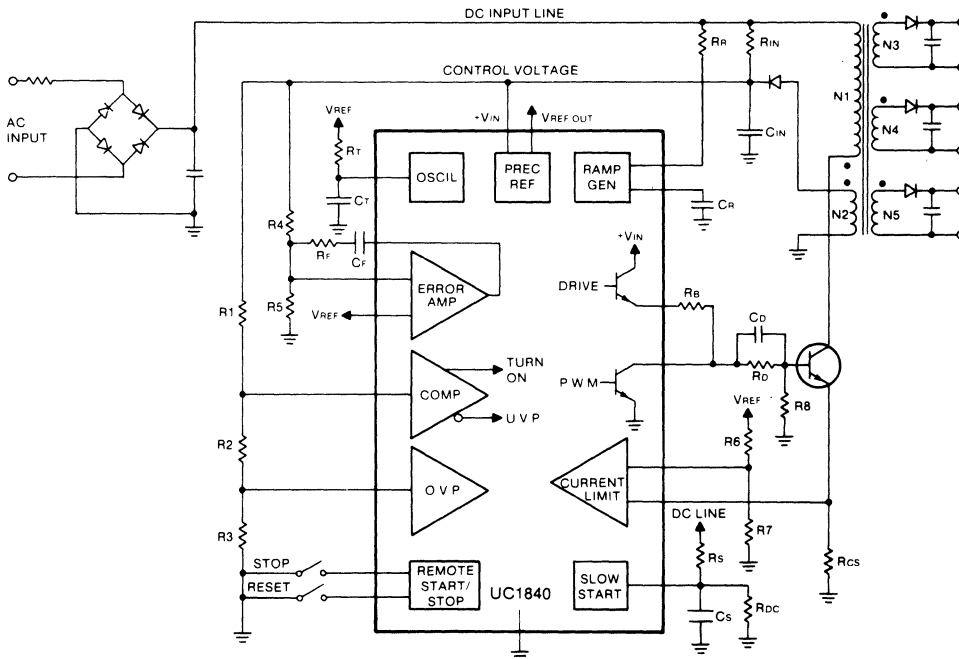 DC INPUT LINE
RR
RIN
N3
CONTROL VOLTAGE
N1
AC
INPUT
VREF
+VIN
VREF OUT
CIN
N4
RT
OSCIL
PREC
REF
RAMP
GEN
CT
CR
N2
N5
R4
RF
CF
+VIN
ERROR
AMP
DRIVE
RB
R1
R5
VREF
CD
TURN
ON
COMP
PWM
RD
R8
UVP
VREF
R2
R6
OVP
CURRENT
LIMIT
DC LINE
R7
R3
RS
RCS
STOP
RESET
REMOTE
START/
STOP
UC1840
SLOW
START
CS
RDC